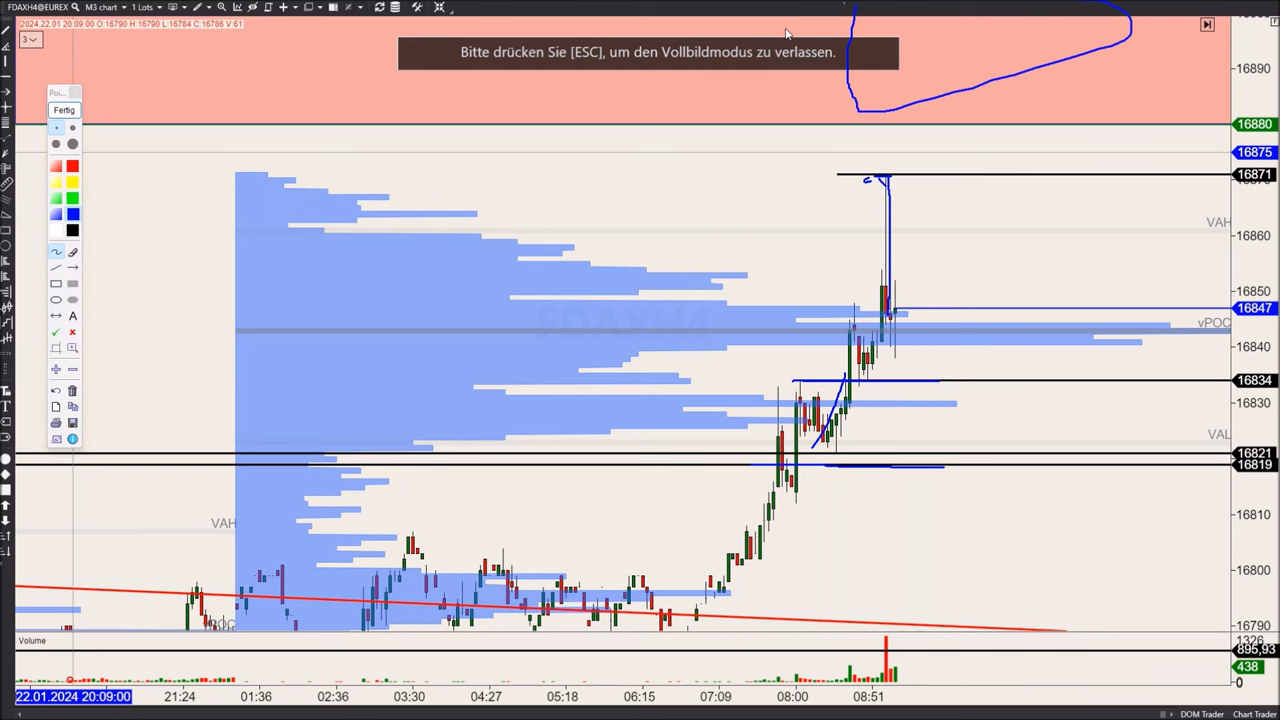 FDAXH4@EUREX
M3 chart
1 Lots
2024.22.01 20:09:00 O:16790 H:16790 L:16784 C:16786 V:61
3
Bitte drücken Sie [ESC], um den Vollbildmodus zu verlassen.
16890
Poi...
Fertig
16880
16875
16871
VAH
16860
16850
16847
FDAXH4
vPOC
16840
16834
16830
VAL
16821
16819
16810
VAH
16800
16790
Volume
1326
895,93
438
0
22.01.2024 20:09:00
21:24
01:36
02:36
03:30
04:27
05:18
06:15
07:09
08:00
08:51
DOM Trader
Chart Trader